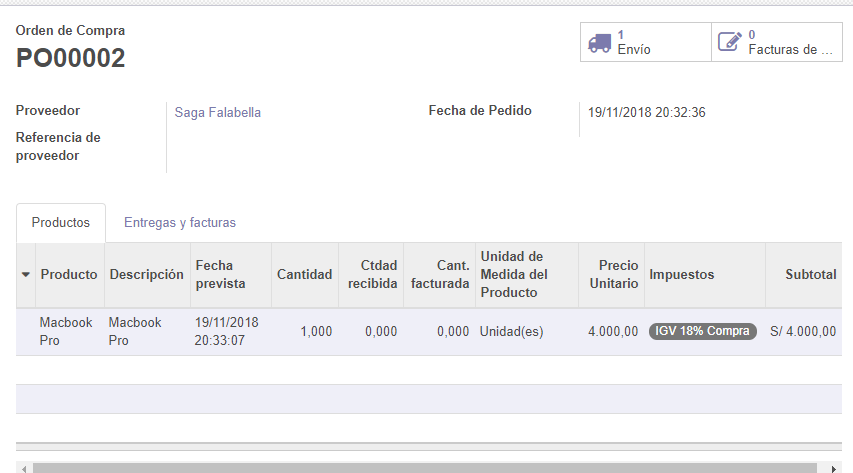 Orden de Compra
PO00002
1
Envío
0
Facturas de ...
Proveedor
Saga Falabella
Fecha de Pedido
19/11/2018 20:32:36
Referencia de
proveedor
Productos
Entregas y facturas
Producto
Descripción
Fecha
prevista
Cantidad
Ctdad
recibida
Cant.
facturada
Unidad de
Medida del
Producto
Precio
Unitario
Impuestos
Subtotal
Macbook
Pro
Macbook
Pro
19/11/2018
20:33:07
1,000
0,000
0,000
Unidad(es)
4.000,00
IGV 18% Compra
S/ 4.000,00